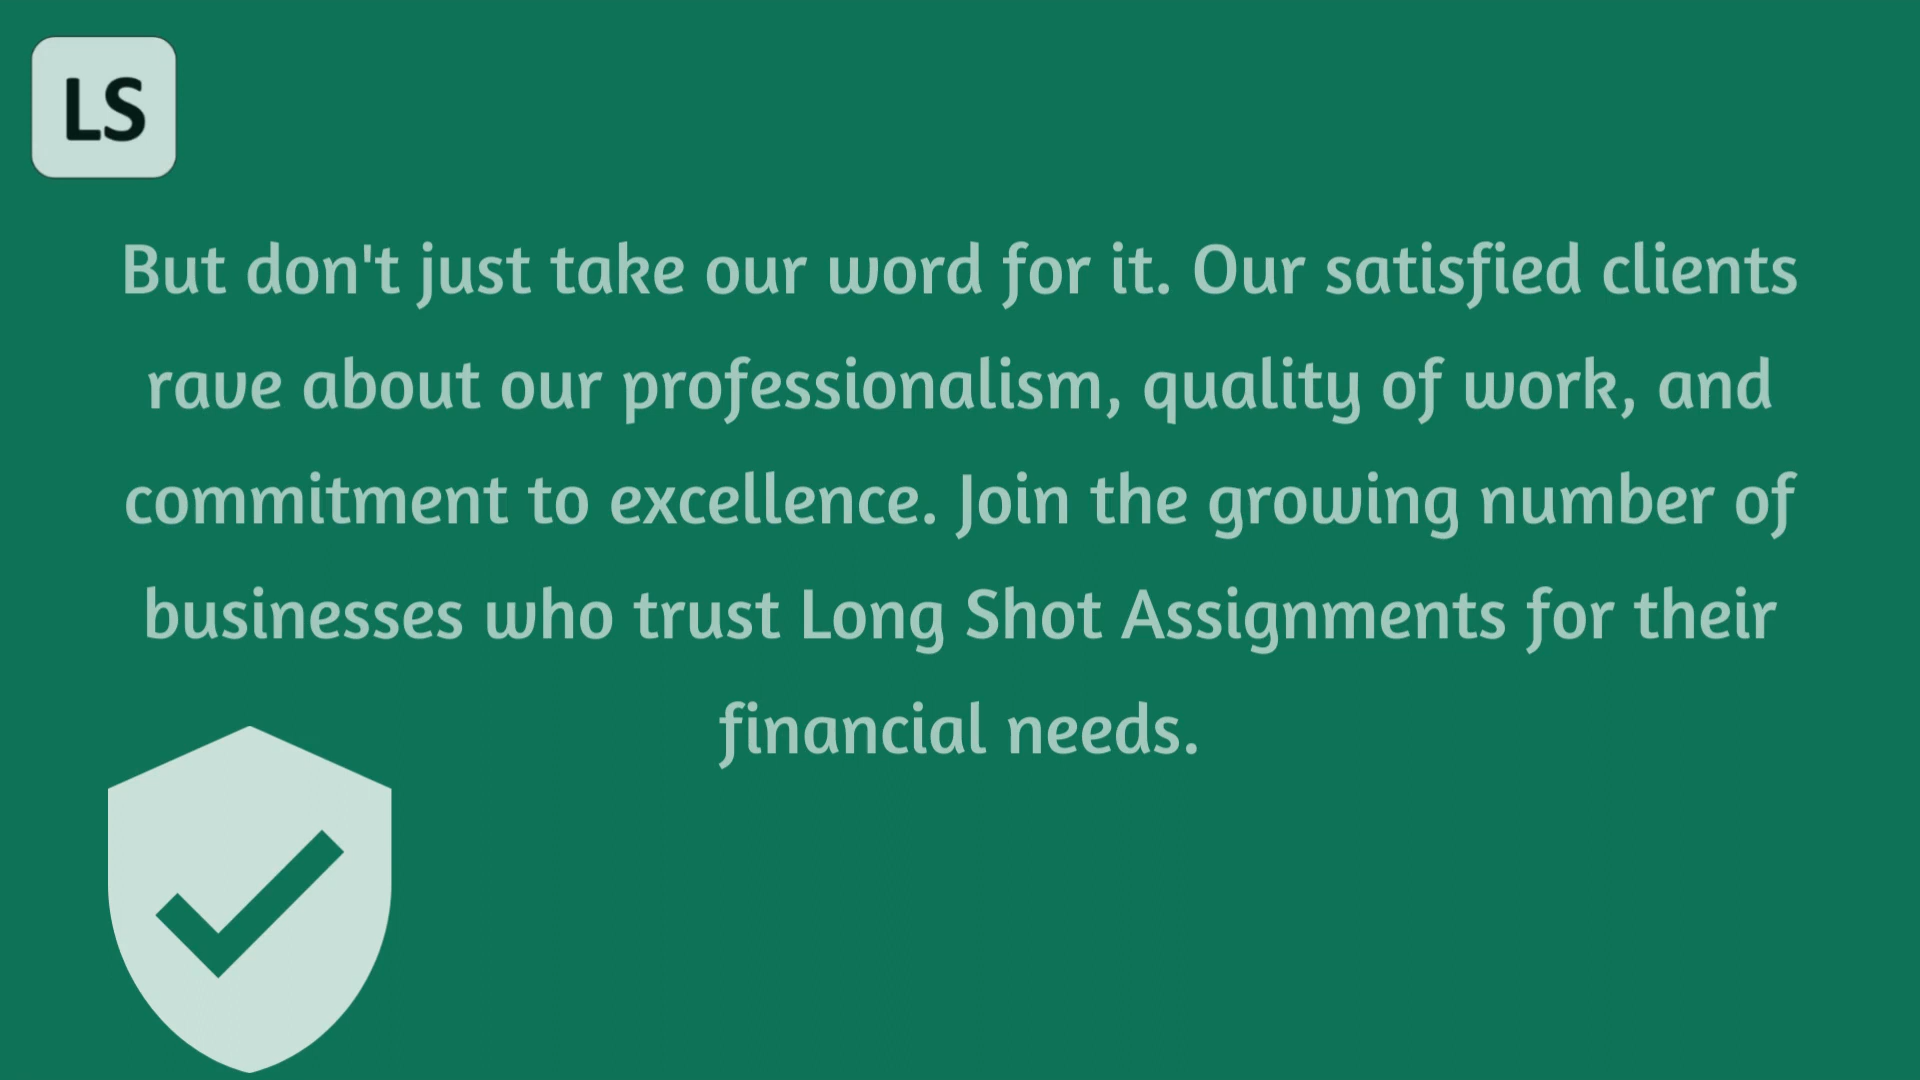 LS
But don't just take our word for it. Our satisfied clients
rave about our professionalism, quality of work, and
commitment to excellence. Join the growing number of
businesses who trust Long Shot Assignments for their
financial needs.